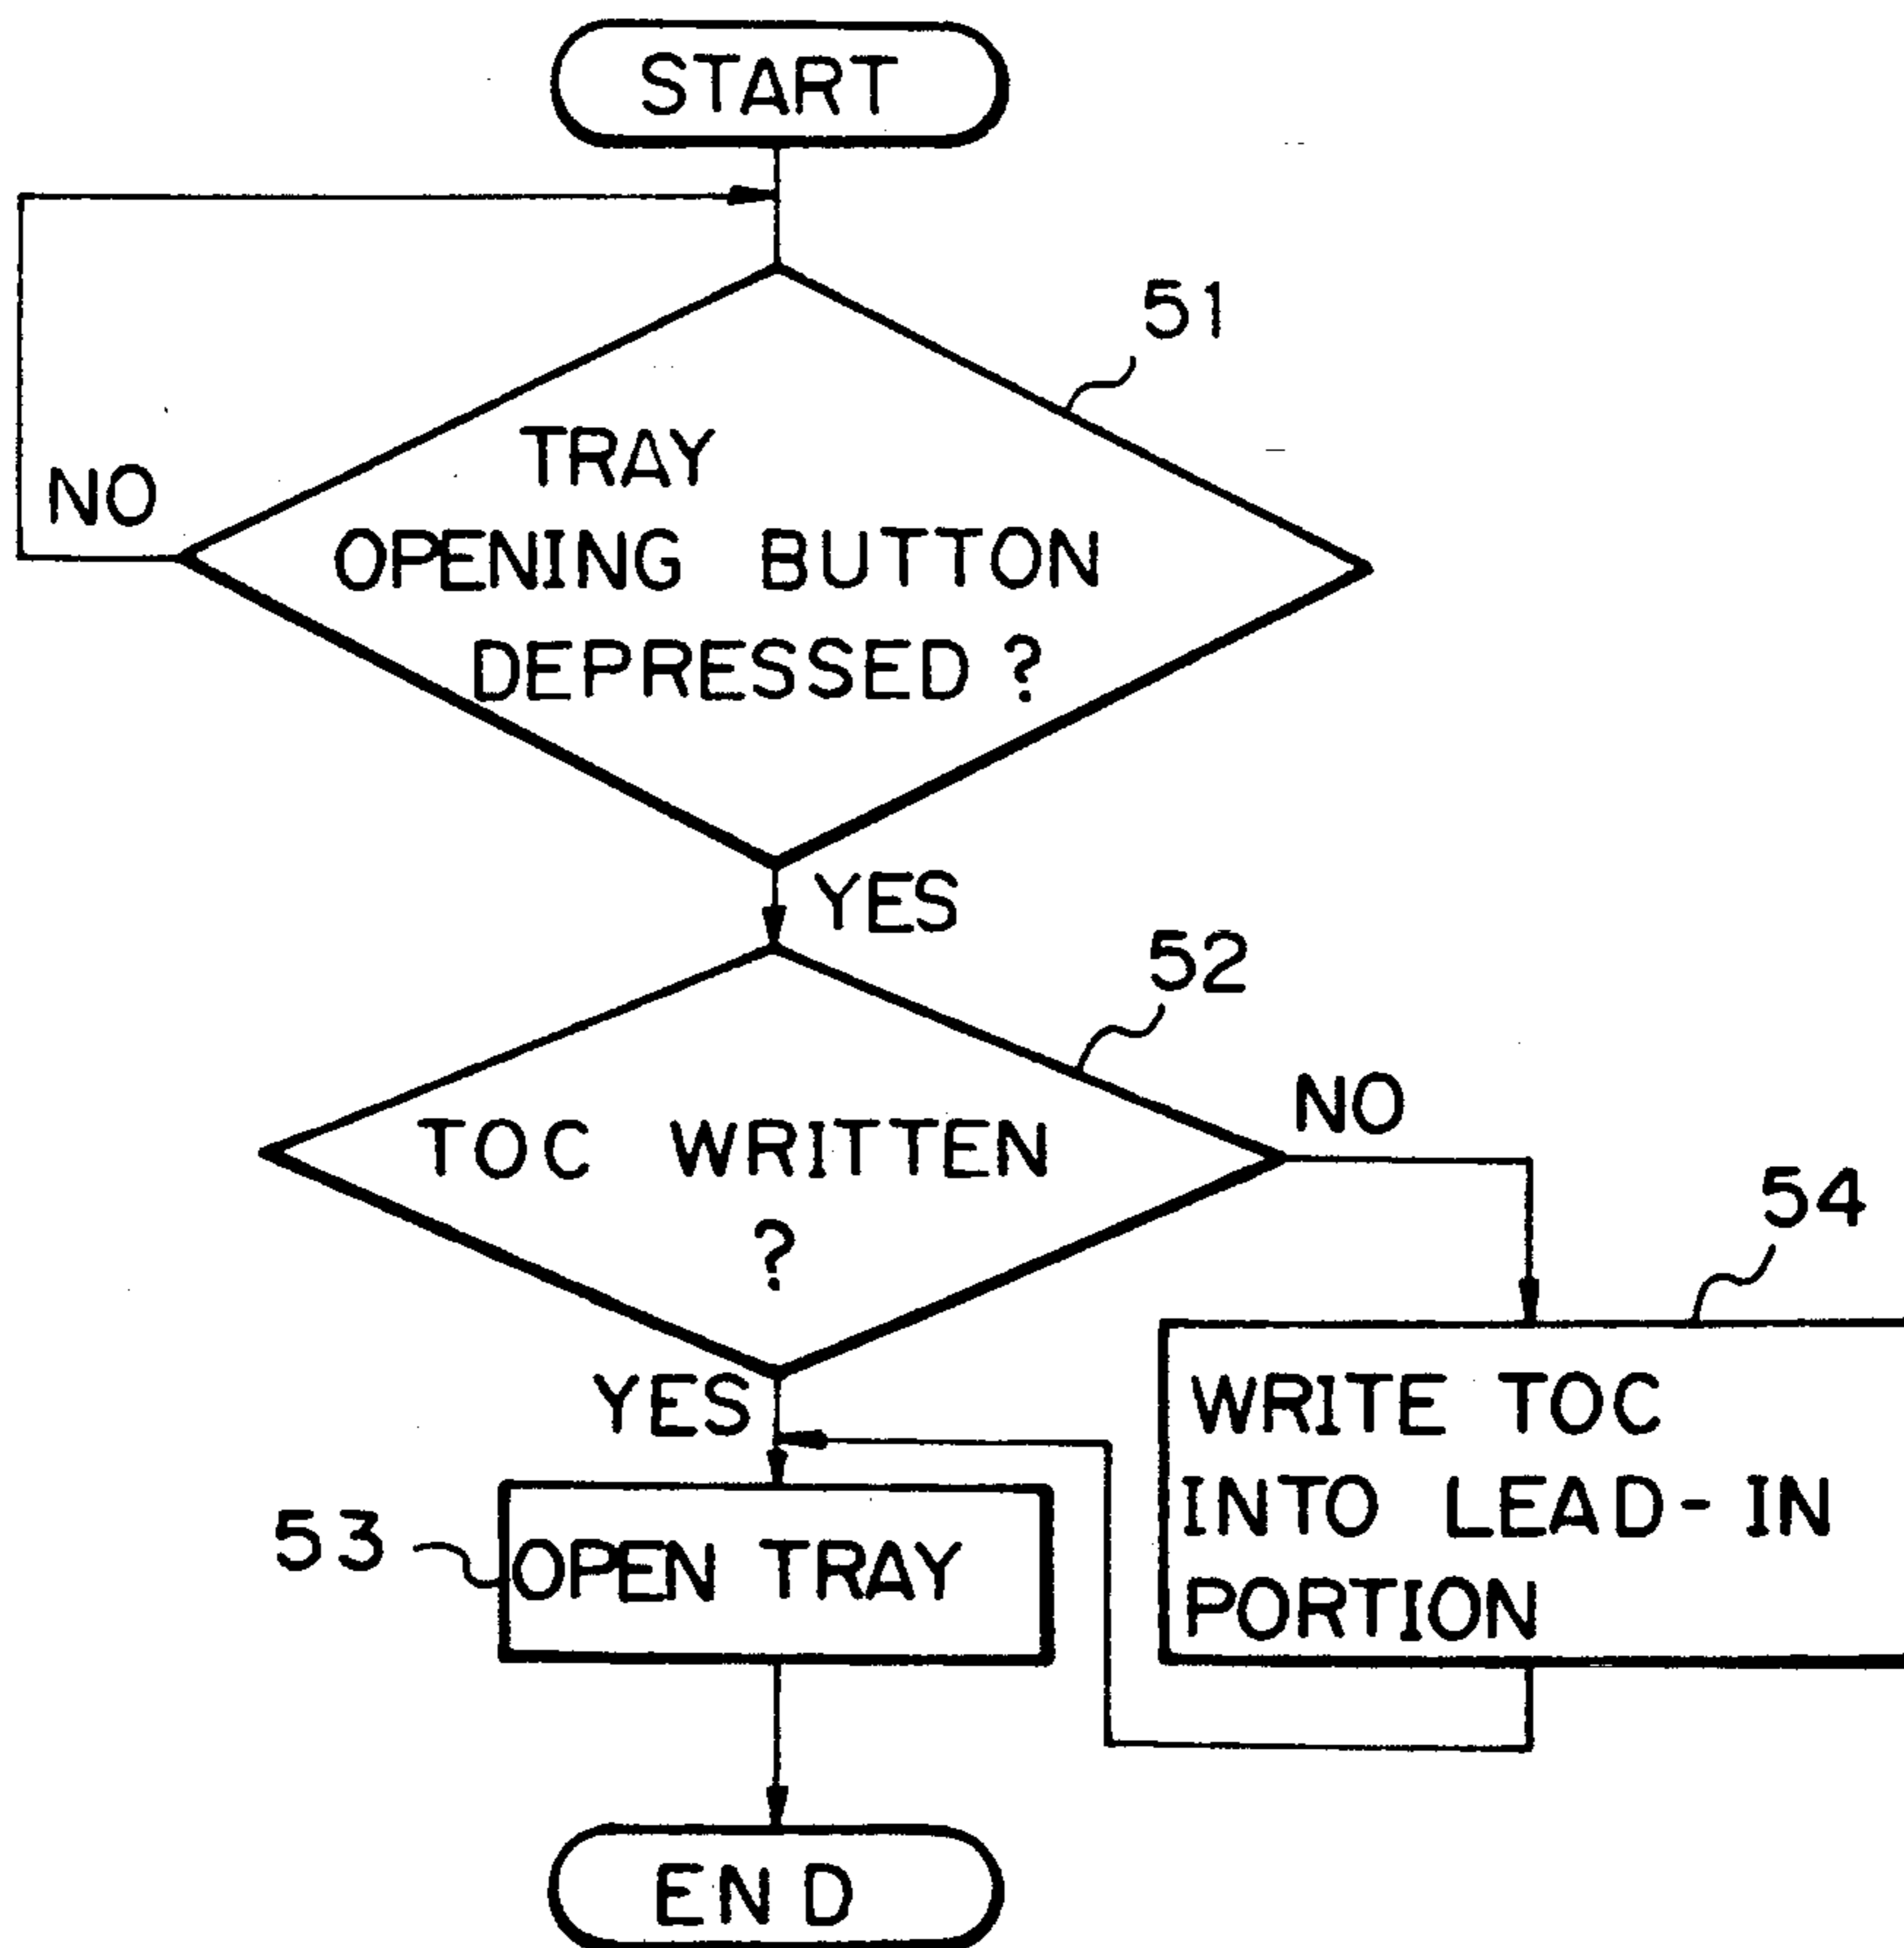 START
51
NO
TRAY
OPENING BUTTON
DEPRESSED ?
YES
52
TOC WRITTEN
?
NO
54
YES
WRITE TOC
INTO LEAD-IN
PORTION
53
OPEN TRAY
END